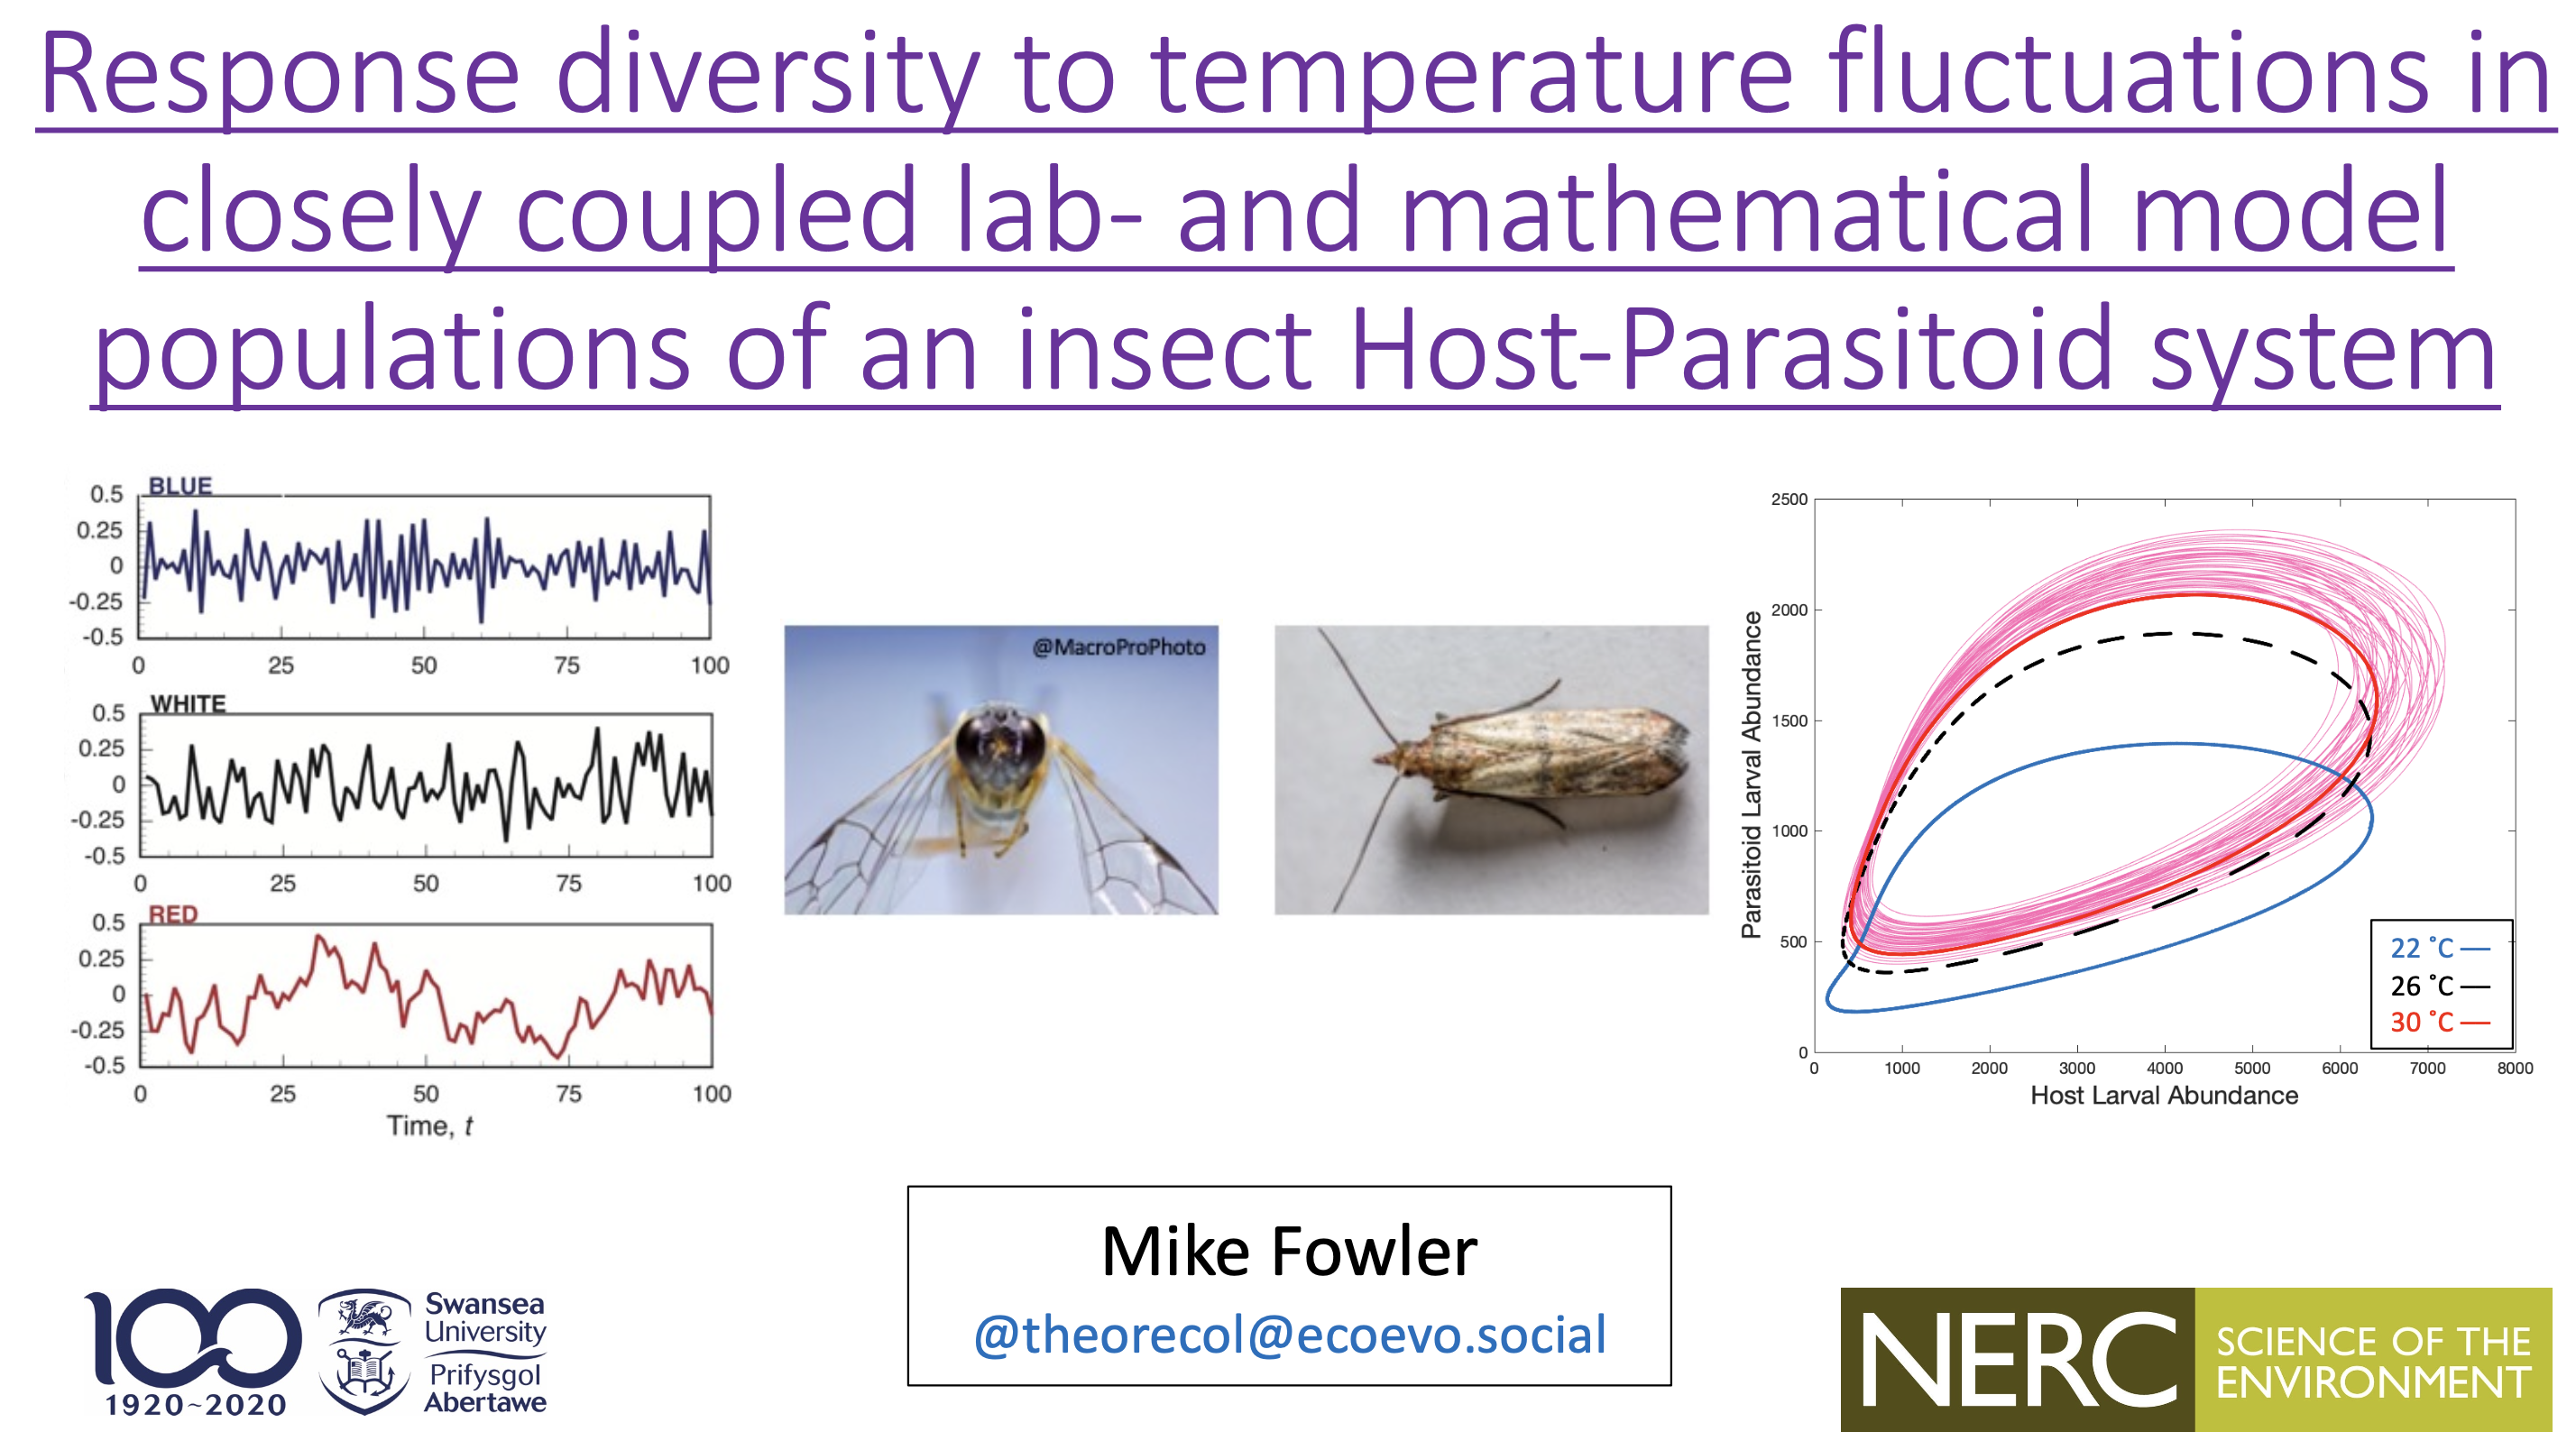 Response diversity to temperature fluctuations in
closely coupled lab- and mathematical model
populations of an insect Host-Parasitoid system
BLUE
0.5
0.25
0
-0.25
-0.5
0 25 50 75 100
WHITE
0.5
0.25
0
-0.25
-0.5
0 25 50 75 100
RED
0.5
0.25
0
-0.25
-0.5
0 25 50 75 100
Time, t
@MacroProPhoto
Parasitoid Larval Abundance
2500
2000
1500
1000
500
0
0 1000 2000 3000 4000 5000 6000 7000 8000
Host Larval Abundance
22 °C
26 °C
30 °C
Mike Fowler
@theorecol@ecoevo.social
100
1920~2020
Swansea
University
Prifysgol
Abertawe
NERC
SCIENCE OF THE
ENVIRONMENT